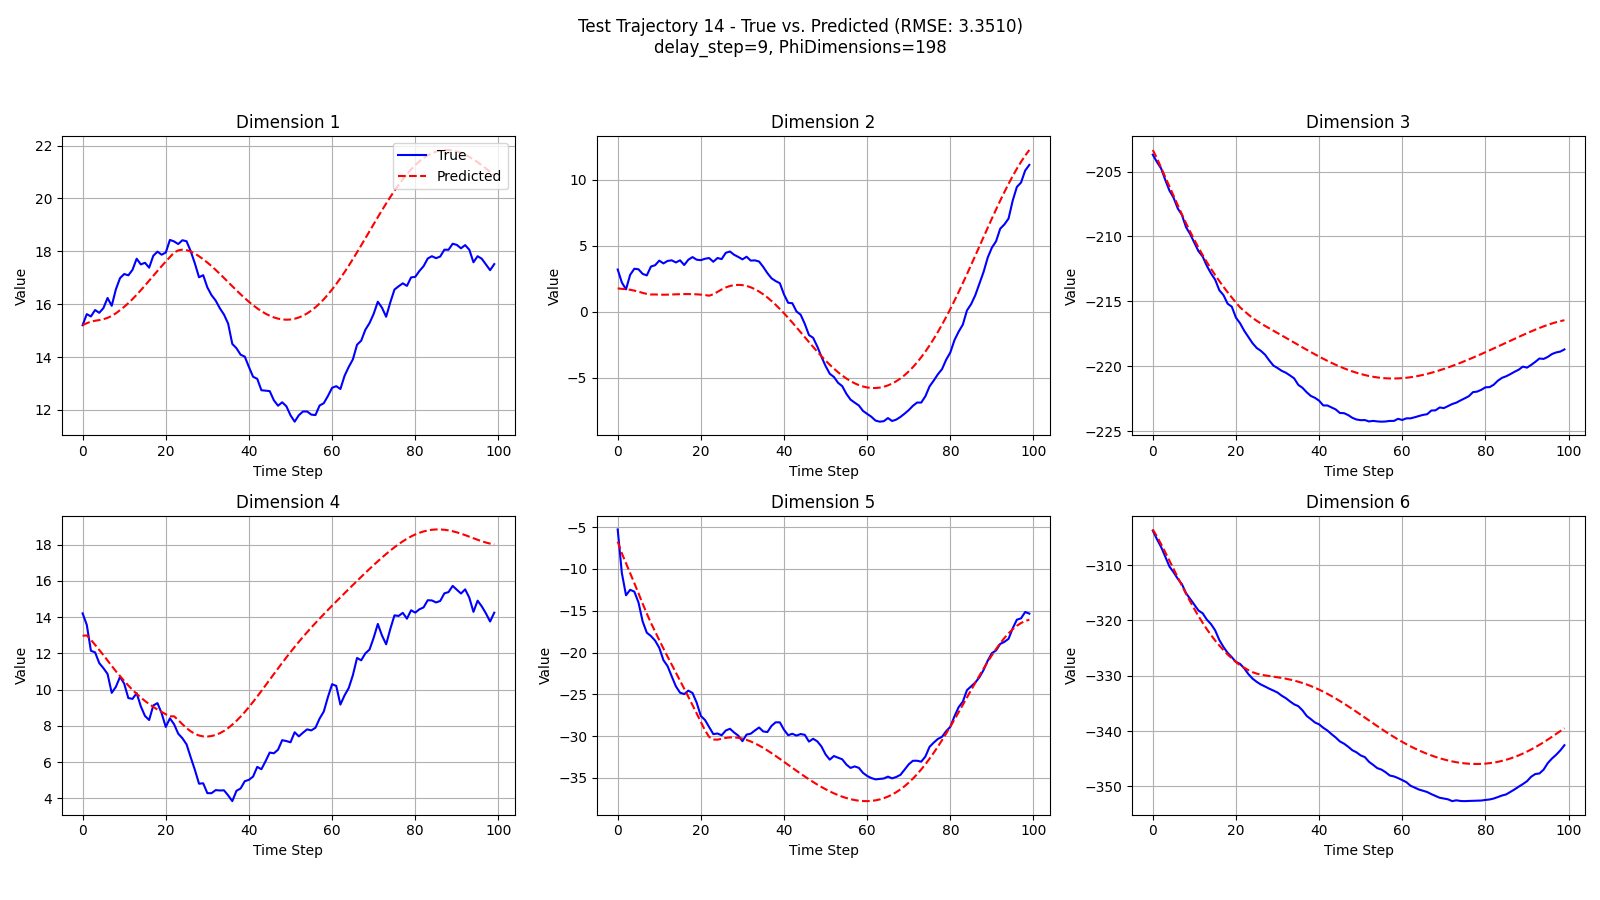 Test Trajectory 14 - True vs. Predicted (RMSE: 3.3510)
delay_step=9, PhiDimensions=198
Dimension 1
22
20
18
16
14
12
Value
0 20 40 60 80 100
Time Step
True
Predicted
Dimension 2
10
5
0
−5
Value
0 20 40 60 80 100
Time Step
Dimension 3
−205
−210
−215
−220
−225
Value
0 20 40 60 80 100
Time Step
Dimension 4
18
16
14
12
10
8
6
4
Value
0 20 40 60 80 100
Time Step
Dimension 5
−5
−10
−15
−20
−25
−30
−35
Value
0 20 40 60 80 100
Time Step
Dimension 6
−310
−320
−330
−340
−350
Value
0 20 40 60 80 100
Time Step